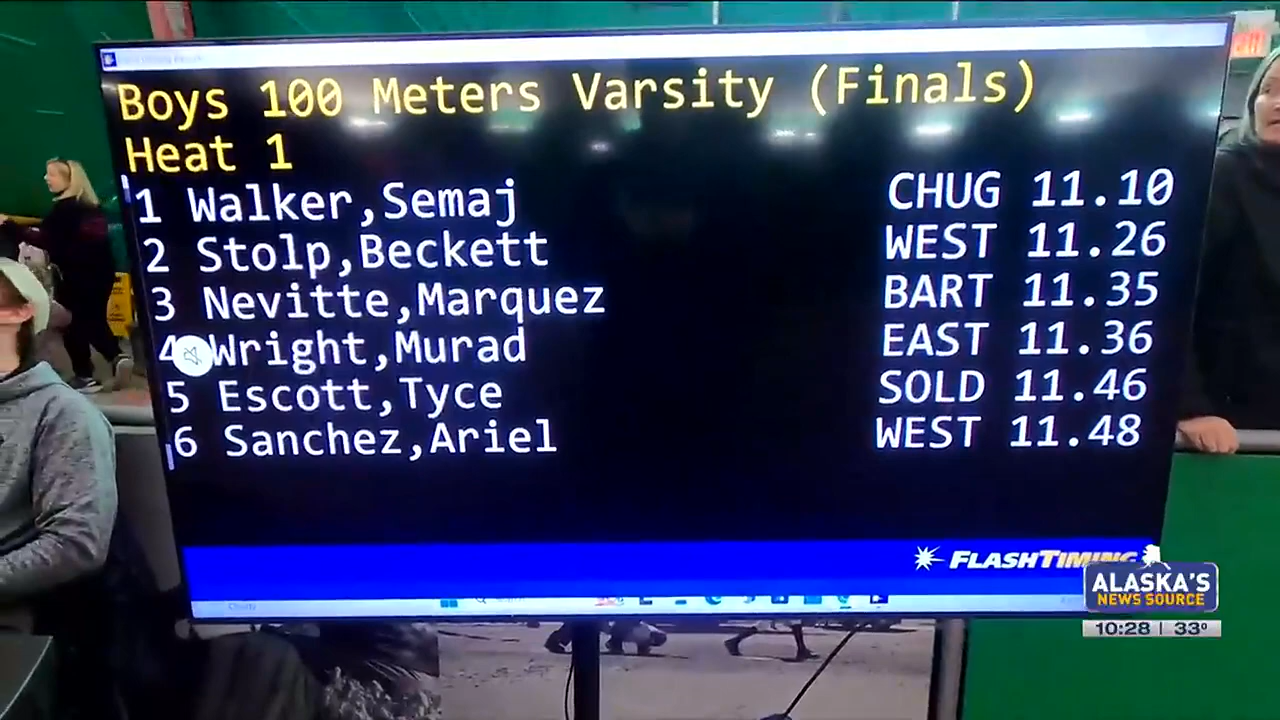 Boys 100 Meters Varsity (Finals)
Heat 1
1 Walker,Semaj CHUG 11.10
2 Stolp,Beckett WEST 11.26
3 Nevitte,Marquez BART 11.35
4 Wright,Murad EAST 11.36
5 Escott,Tyce SOLD 11.46
6 Sanchez,Ariel WEST 11.48
FLASHTIMING
ALASKA'S
NEWS SOURCE
10:28 | 33°